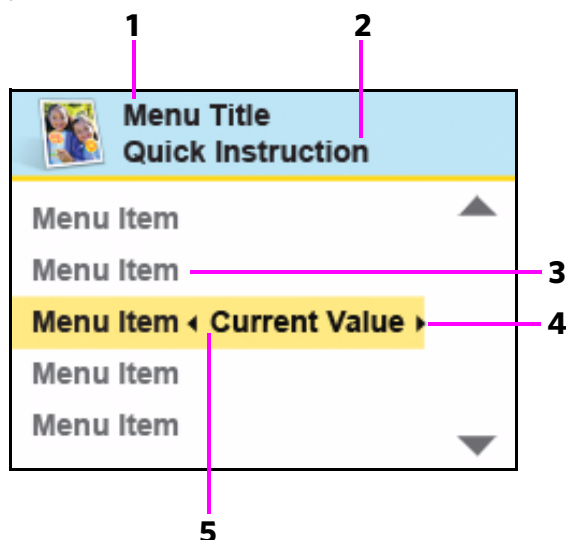 1 2
Menu Title
Quick Instruction
Menu Item
Menu Item 3
Menu Item Current Value 4
Menu Item
Menu Item
5